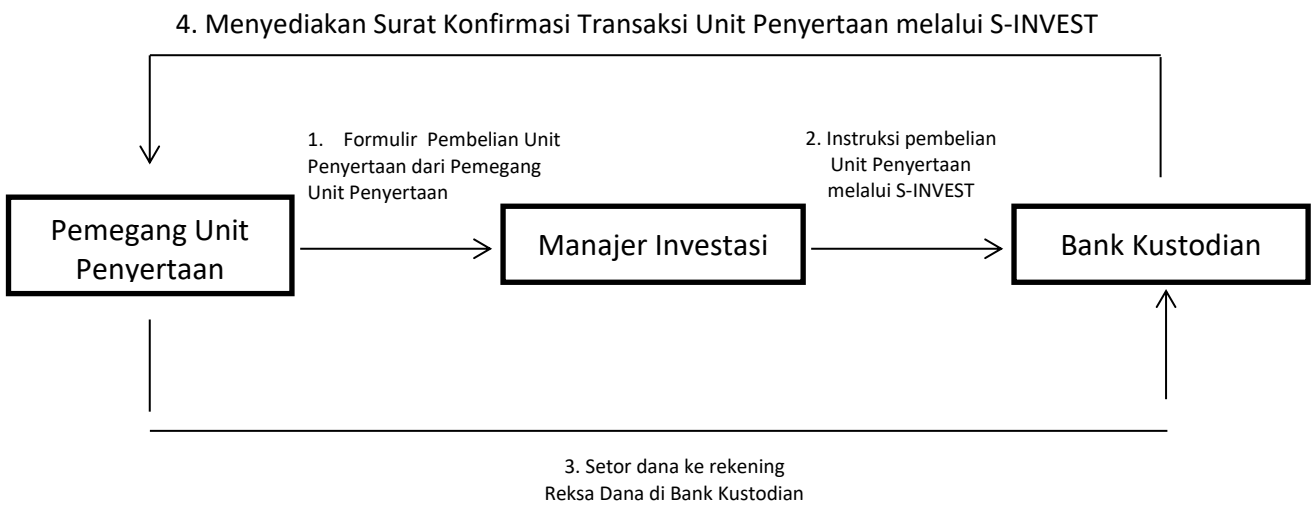 4. Menyediakan Surat Konfirmasi Transaksi Unit Penyertaan melalui S-INVEST
1. Formulir Pembelian Unit
Penyertaan dari Pemegang
Unit Penyertaan
2. Instruksi pembelian
Unit Penyertaan
melalui S-INVEST
Pemegang Unit
Penyertaan
Manajer Investasi
Bank Kustodian
3. Setor dana ke rekening
Reksa Dana di Bank Kustodian